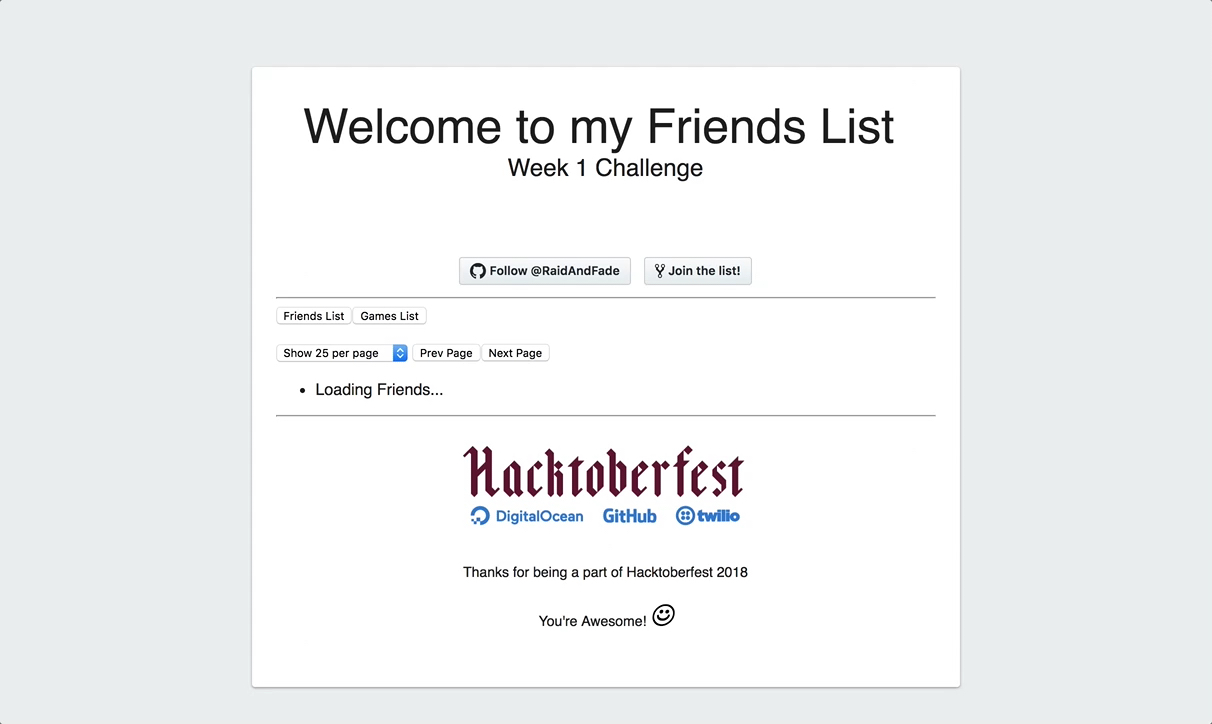 Welcome to my Friends List
Week 1 Challenge
Follow @RaidAndFade Join the list!
Friends List Games List
Show 25 per page Prev Page Next Page
• Loading Friends...
Hacktoberfest
DigitalOcean GitHub twilio
Thanks for being a part of Hacktoberfest 2018
You're Awesome!